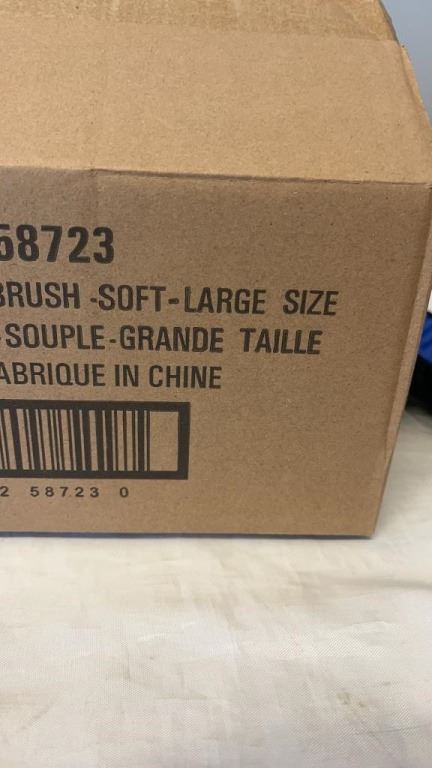 58723
BRUSH -SOFT-LARGE SIZE
-SOUPLE-GRANDE TAILLE
ABRIQUE IN CHINE
2 58723 0